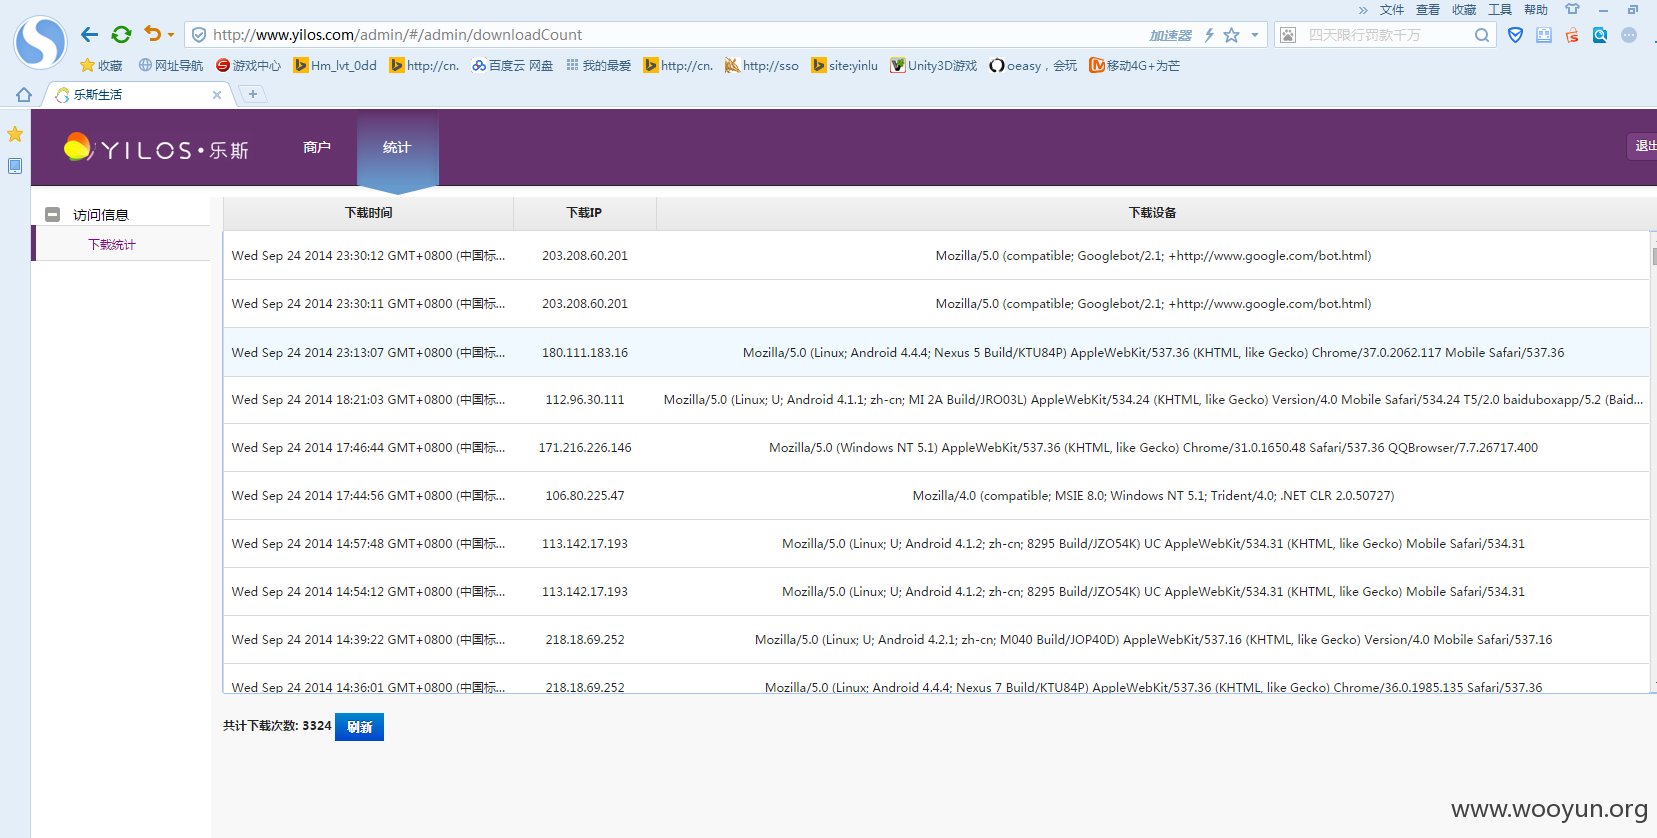 » 文件 查看 收藏 工具 帮助
http://www.yilos.com/admin/#/admin/downloadCount 加速器 四天限行罚款千万
收藏 网址导航 游戏中心 Hm_lvt_0dd http://cn. 百度云 网盘 我的最爱 http://cn. http://sso site:yinlu Unity3D游戏 oeasy，会玩 移动4G+为芒
乐斯生活
YILOS·乐斯 商户 统计 退出
访问信息
下载统计
下载时间 下载IP 下载设备
Wed Sep 24 2014 23:30:12 GMT+0800 (中国标... 203.208.60.201 Mozilla/5.0 (compatible; Googlebot/2.1; +http://www.google.com/bot.html)
Wed Sep 24 2014 23:30:11 GMT+0800 (中国标... 203.208.60.201 Mozilla/5.0 (compatible; Googlebot/2.1; +http://www.google.com/bot.html)
Wed Sep 24 2014 23:13:07 GMT+0800 (中国标... 180.111.183.16 Mozilla/5.0 (Linux; Android 4.4.4; Nexus 5 Build/KTU84P) AppleWebKit/537.36 (KHTML, like Gecko) Chrome/37.0.2062.117 Mobile Safari/537.36
Wed Sep 24 2014 18:21:03 GMT+0800 (中国标... 112.96.30.111 Mozilla/5.0 (Linux; U; Android 4.1.1; zh-cn; MI 2A Build/JRO03L) AppleWebKit/534.24 (KHTML, like Gecko) Version/4.0 Mobile Safari/534.24 T5/2.0 baiduboxapp/5.2 (Baid...
Wed Sep 24 2014 17:46:44 GMT+0800 (中国标... 171.216.226.146 Mozilla/5.0 (Windows NT 5.1) AppleWebKit/537.36 (KHTML, like Gecko) Chrome/31.0.1650.48 Safari/537.36 QQBrowser/7.7.26717.400
Wed Sep 24 2014 17:44:56 GMT+0800 (中国标... 106.80.225.47 Mozilla/4.0 (compatible; MSIE 8.0; Windows NT 5.1; Trident/4.0; .NET CLR 2.0.50727)
Wed Sep 24 2014 14:57:48 GMT+0800 (中国标... 113.142.17.193 Mozilla/5.0 (Linux; U; Android 4.1.2; zh-cn; 8295 Build/JZO54K) UC AppleWebKit/534.31 (KHTML, like Gecko) Mobile Safari/534.31
Wed Sep 24 2014 14:54:12 GMT+0800 (中国标... 113.142.17.193 Mozilla/5.0 (Linux; U; Android 4.1.2; zh-cn; 8295 Build/JZO54K) UC AppleWebKit/534.31 (KHTML, like Gecko) Mobile Safari/534.31
Wed Sep 24 2014 14:39:22 GMT+0800 (中国标... 218.18.69.252 Mozilla/5.0 (Linux; U; Android 4.2.1; zh-cn; M040 Build/JOP40D) AppleWebKit/537.16 (KHTML, like Gecko) Version/4.0 Mobile Safari/537.16
Wed Sep 24 2014 14:36:01 GMT+0800 (中国标... 218.18.69.252 Mozilla/5.0 (Linux; Android 4.4.4; Nexus 7 Build/KTU84P) AppleWebKit/537.36 (KHTML, like Gecko) Chrome/36.0.1985.135 Safari/537.36
共计下载次数: 3324 刷新
www.wooyun.org